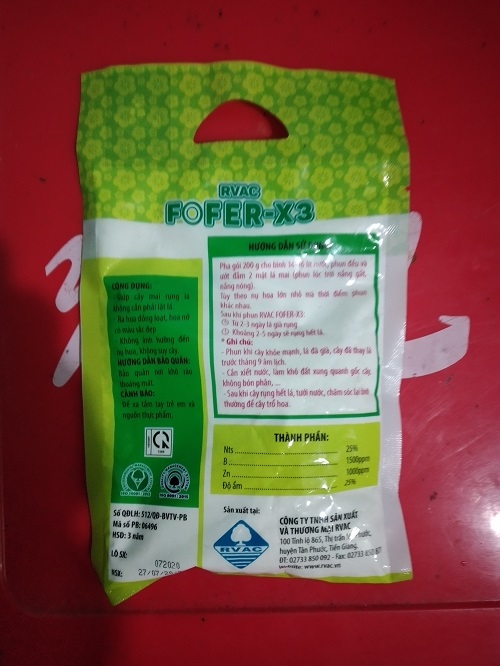 RVAC
FOFER-X3
HƯỚNG DẪN SỬ
Pha gói 200 g cho bình lít nước, phun đều và
ướt đẫm 2 mặt lá mai (phun lúc trời nắng gắt,
nắng nóng).
Tùy theo nụ hoa lớn nhỏ mà thời điểm phun
khác nhau.
Sau khi phun RVAC FOFER-X3:
Từ 2-3 ngày lá già rụng
Khoảng 2-5 ngày sẽ rụng hết lá.
* Ghi chú:
- Phun khi cây khỏe mạnh, lá đã già, cây đã thay lá
trước tháng 9 âm lịch.
- Cần xiết nước, làm khô đất xung quanh gốc cây,
không bón phân, ...
- Sau khi cây rụng hết lá, tưới nước, chăm sóc lại bình
thường để cây trổ hoa.
CÔNG DỤNG:
- Giúp cây mai rụng lá
không cần phải lặt lá.
- Ra hoa đồng loạt, hoa nở
có màu sắc đẹp
- Không ảnh hưởng đến
nụ hoa, không suy cây.
HƯỚNG DẪN BẢO QUẢN:
Bảo quản nơi khô ráo
thoáng mát.
CẢNH BÁO:
Để xa tầm tay trẻ em và
nguồn thực phẩm.
THÀNH PHẦN:
Nts 25%
B 1500ppm
Zn 1000ppm
Độ ẩm 25%
Số QĐLH: 512/QĐ-BVTV-PB
Mã số PB: 06496
HSD: 3 năm
LÔ SX: 072020
NSX: 27/07/
Sản xuất tại:
RVAC
CÔNG TY TNHH SẢN XUẤT
VÀ THƯƠNG MẠI RVAC
100 Tỉnh lộ 865, Thị trấn Mỹ Phước,
huyện Tân Phước, Tiền Giang.
ĐT: 02733 850 092 - Fax: 02733 850
Website: www.rvac.vn